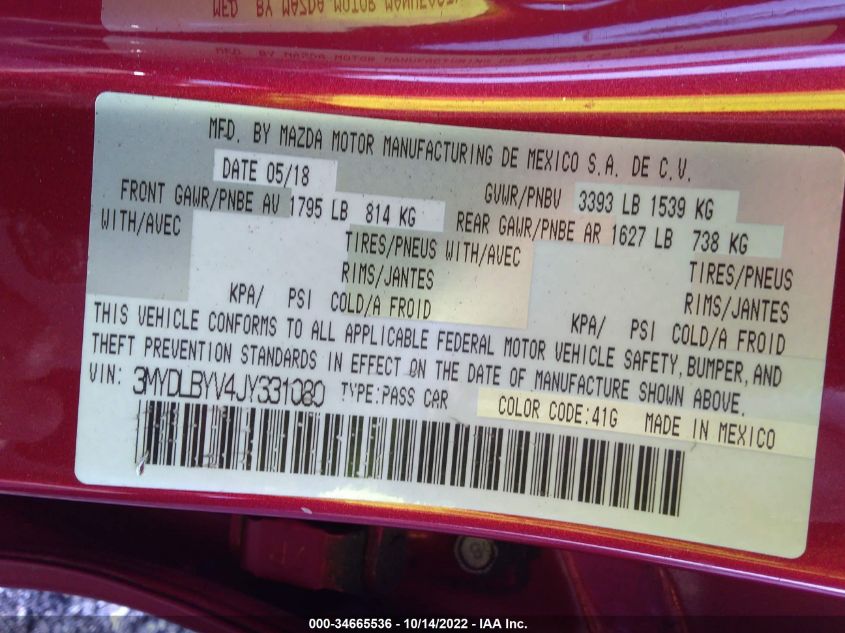 MFD. BY MAZDA MOTOR MANUFACTURING DE MEXICO S.A. DE C.V.
DATE 05/18
GVWR/PNBV 3393 LB 1539 KG
FRONT GAWR/PNBE AV 1795 LB 814 KG
REAR GAWR/PNBE AR 1627 LB 738 KG
WITH/AVEC
TIRES/PNEUS WITH/AVEC
TIRES/PNEUS
RIMS/JANTES
RIMS/JANTES
KPA/ PSI COLD/A FROID
KPA/ PSI COLD/A FROID
THIS VEHICLE CONFORMS TO ALL APPLICABLE FEDERAL MOTOR VEHICLE SAFETY, BUMPER, AND
THEFT PREVENTION STANDARDS IN EFFECT ON THE DATE OF MANUFACTURE SHOWN ABOVE.
VIN: 3MYDLBYV4JY331080 TYPE:PASS CAR
COLOR CODE:41G MADE IN MEXICO
000-34665536 - 10/14/2022 - IAA Inc.